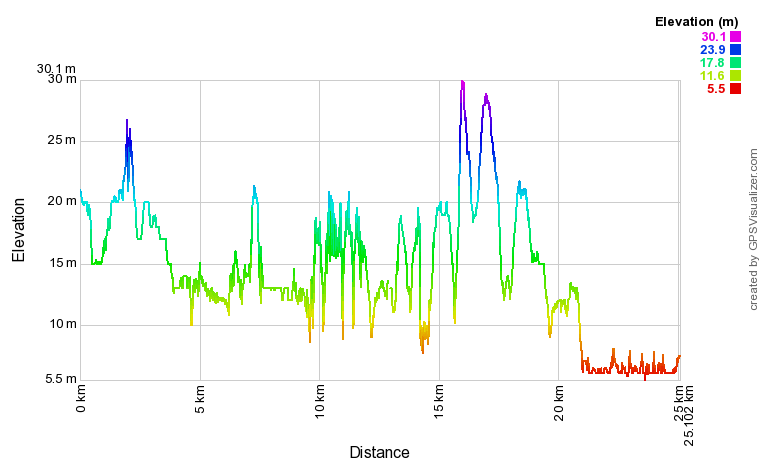 Elevation (m)
30.1
23.9
17.8
11.6
5.5
30.1 m
30 m
25 m
20 m
15 m
10 m
5.5 m
Elevation
0 km
5 km
10 km
15 km
20 km
25 km
25.102 km
Distance
created by GPSVisualizer.com